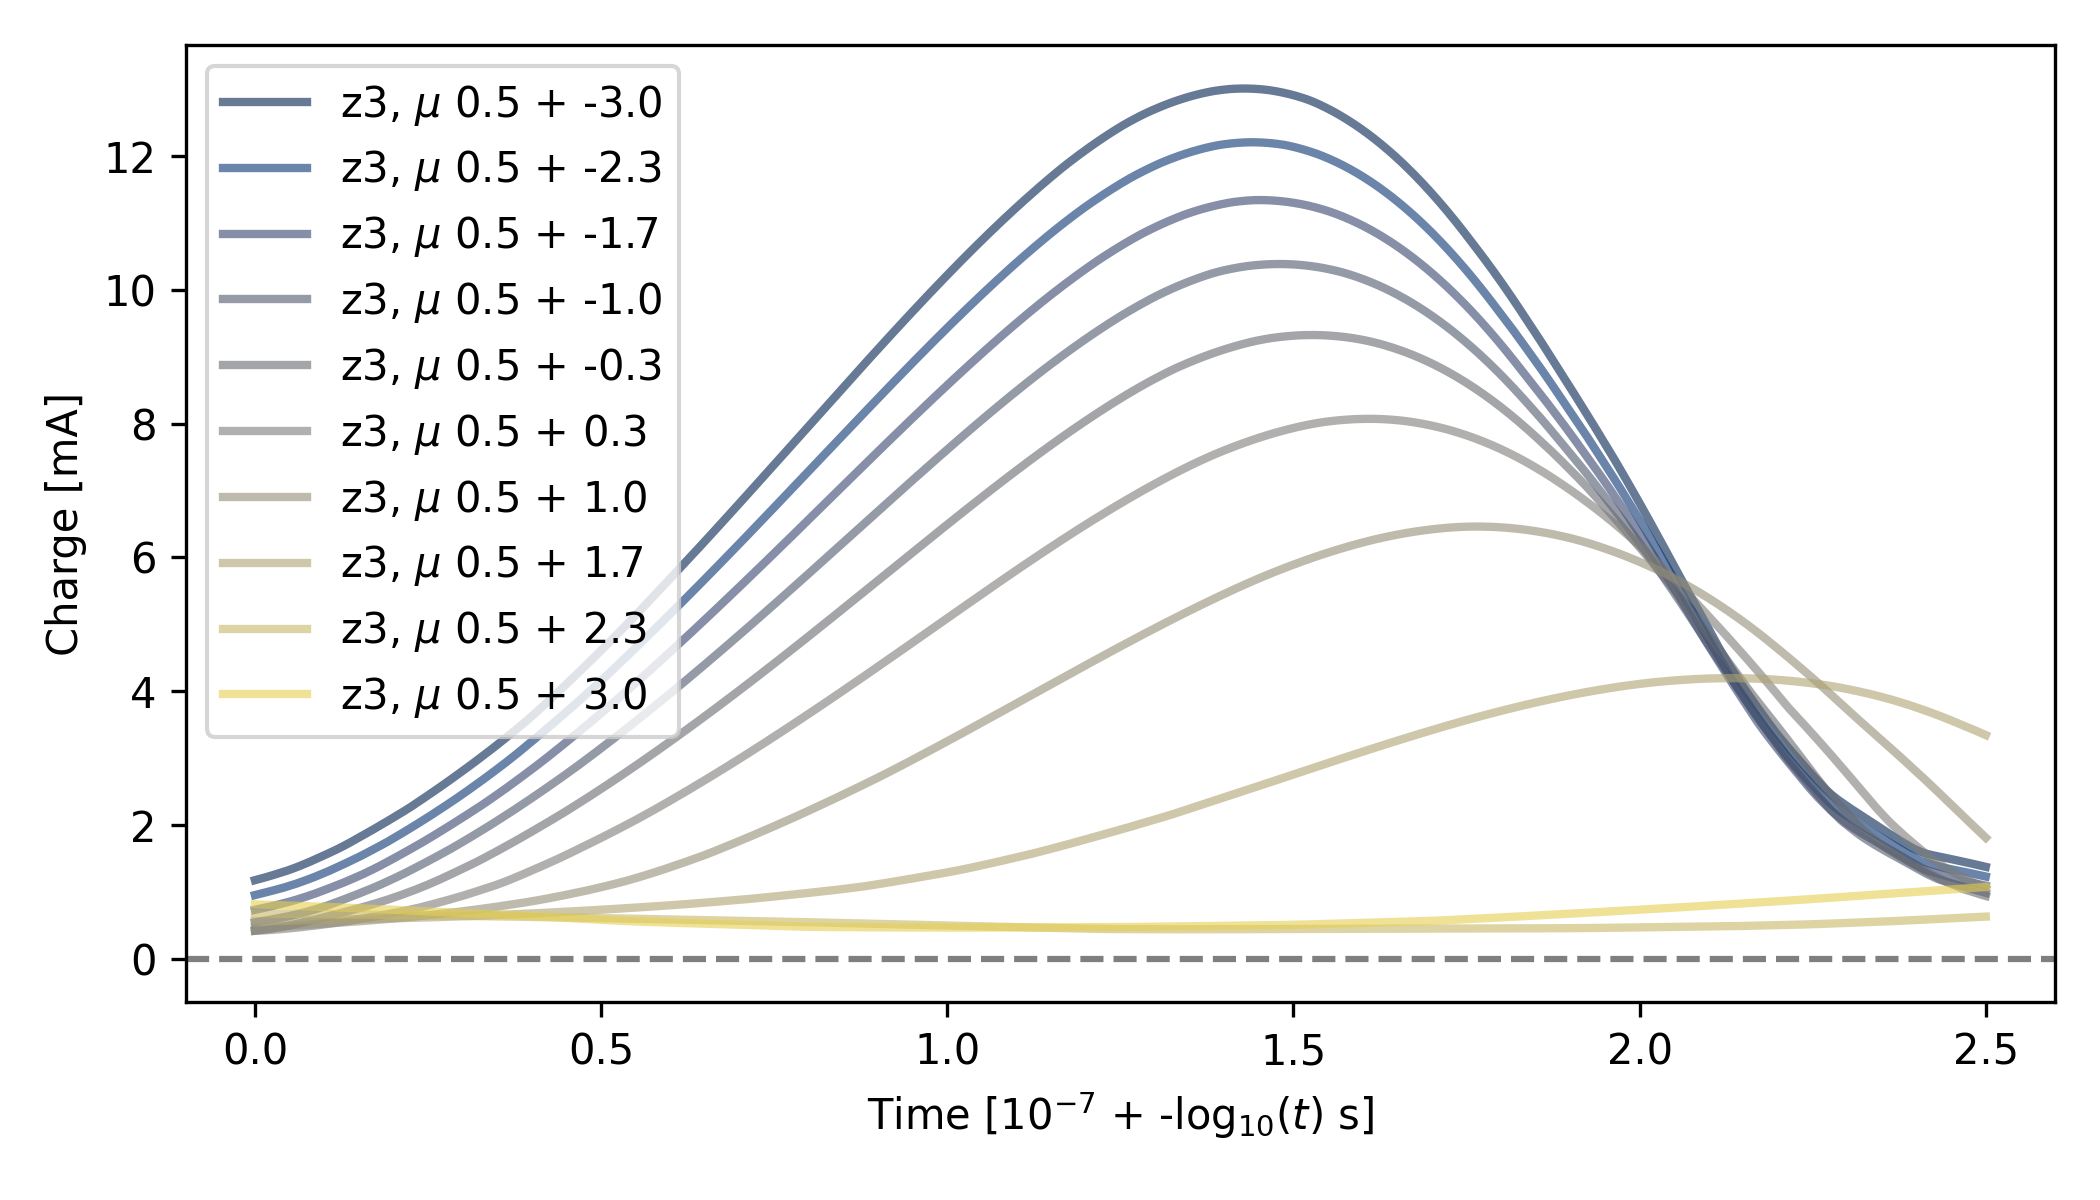 z3, μ 0.5 + -3.0
z3, μ 0.5 + -2.3
z3, μ 0.5 + -1.7
z3, μ 0.5 + -1.0
z3, μ 0.5 + -0.3
z3, μ 0.5 + 0.3
z3, μ 0.5 + 1.0
z3, μ 0.5 + 1.7
z3, μ 0.5 + 2.3
z3, μ 0.5 + 3.0
12
10
8
6
4
2
0
Charge [mA]
0.0 0.5 1.0 1.5 2.0 2.5
Time [10⁻⁷ + -log₁₀(t) s]